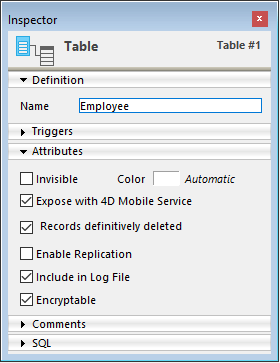 Inspector
Table Table #1
Definition
Name Employee
Triggers
Attributes
Invisible Color Automatic
Expose with 4D Mobile Service
Records definitively deleted
Enable Replication
Include in Log File
Encryptable
Comments
SQL